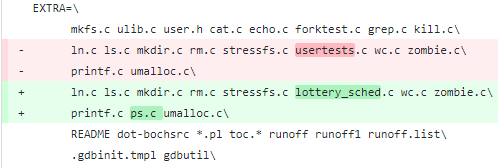 EXTRA=\
mkfs.c ulib.c user.h cat.c echo.c forktest.c grep.c kill.c\
- ln.c ls.c mkdir.c rm.c stressfs.c usertests.c wc.c zombie.c\
- printf.c umalloc.c\
+ ln.c ls.c mkdir.c rm.c stressfs.c lottery_sched.c wc.c zombie.c\
+ printf.c ps.c umalloc.c\
README dot-bochsrc *.pl toc.* runoff runoff1 runoff.list\
.gdbinit.tmpl gdbutil\